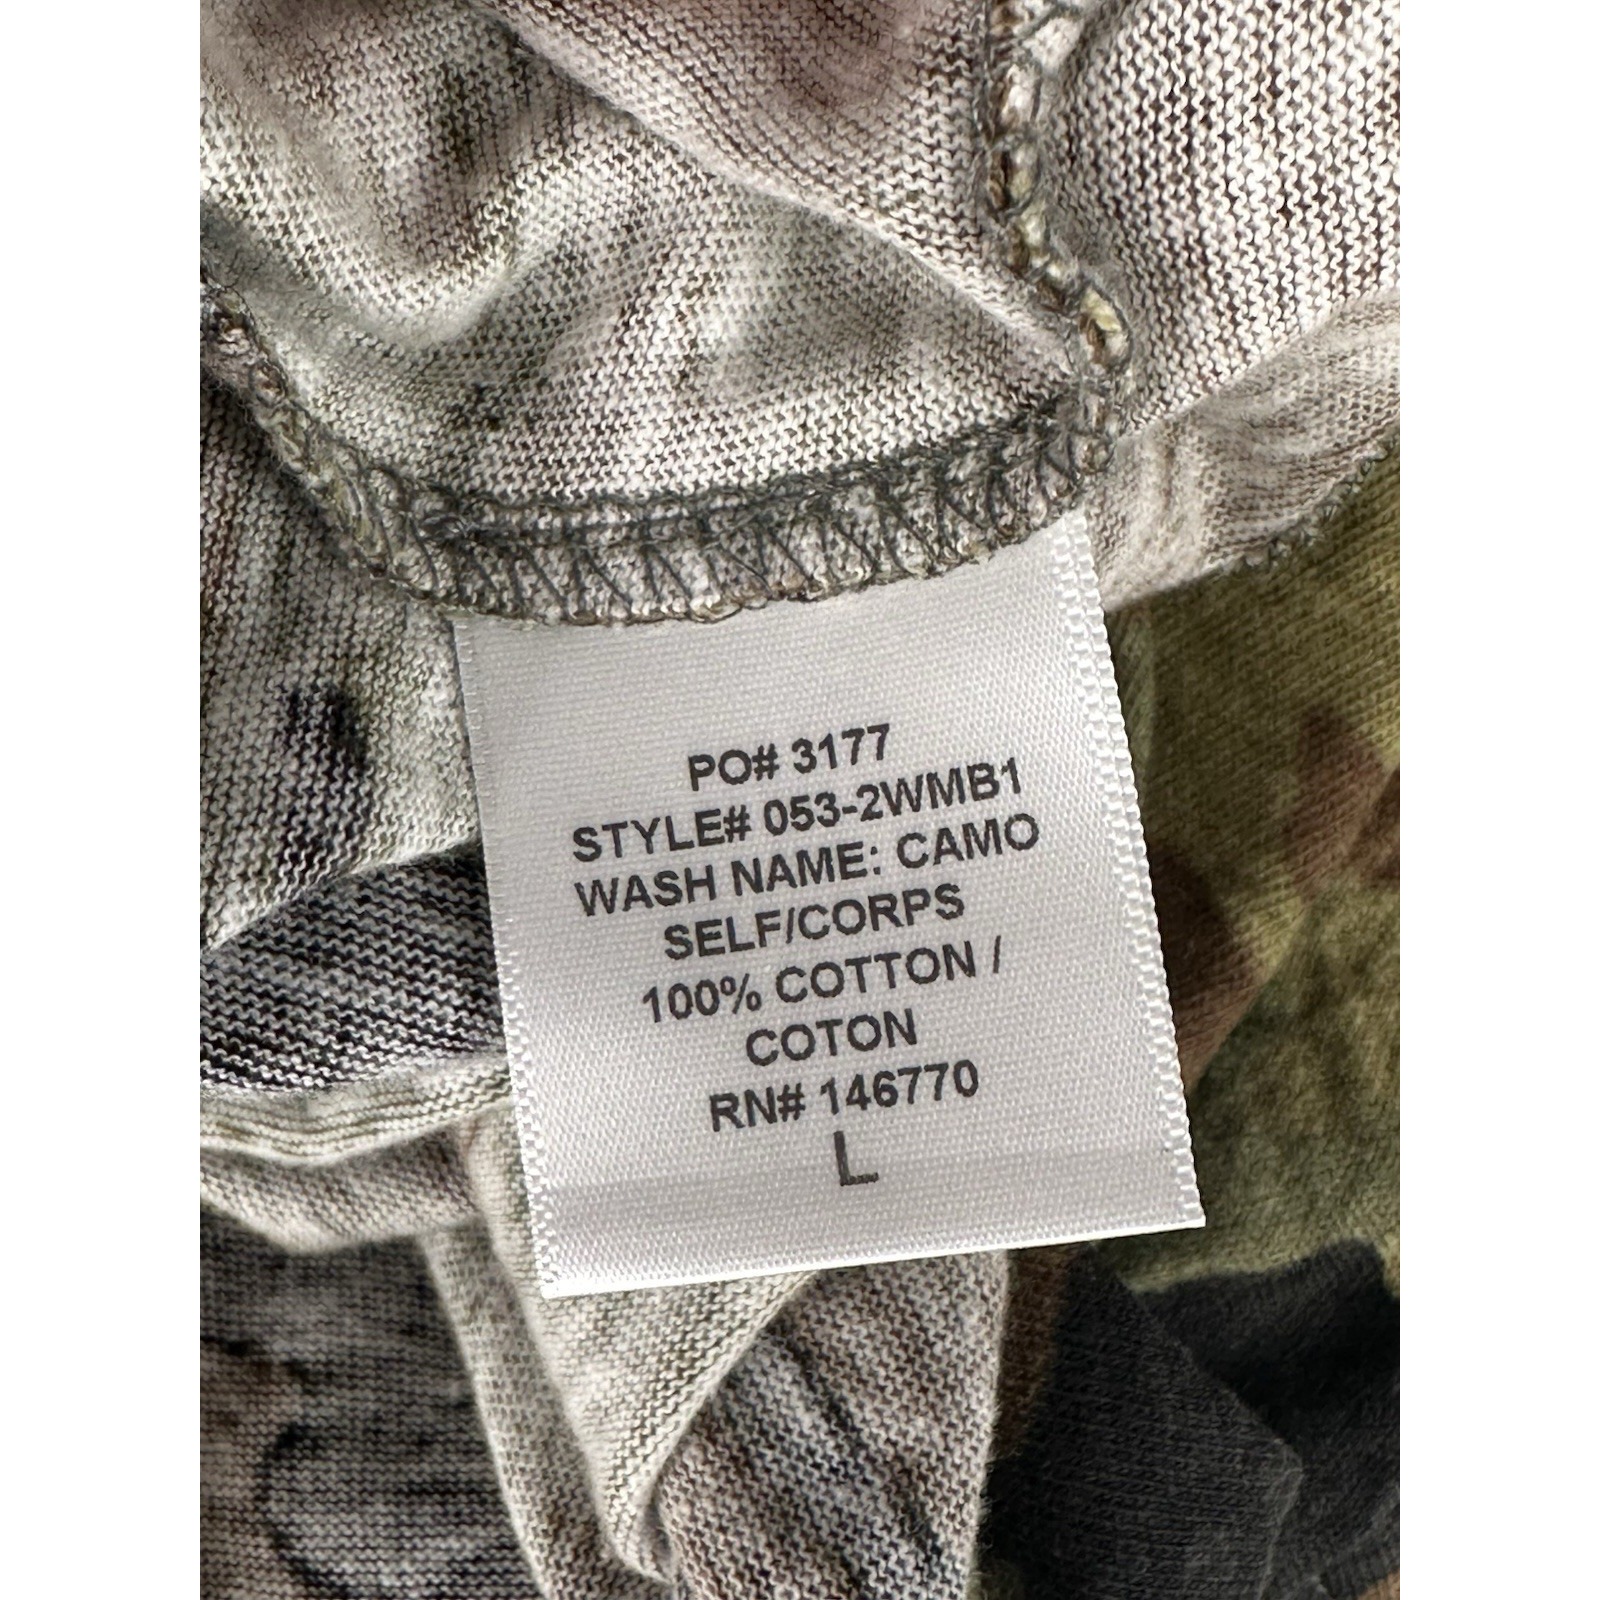 PO# 3177
STYLE# 053-2WMB1
WASH NAME: CAMO
SELF/CORPS
100% COTTON /
COTON
RN# 146770
L